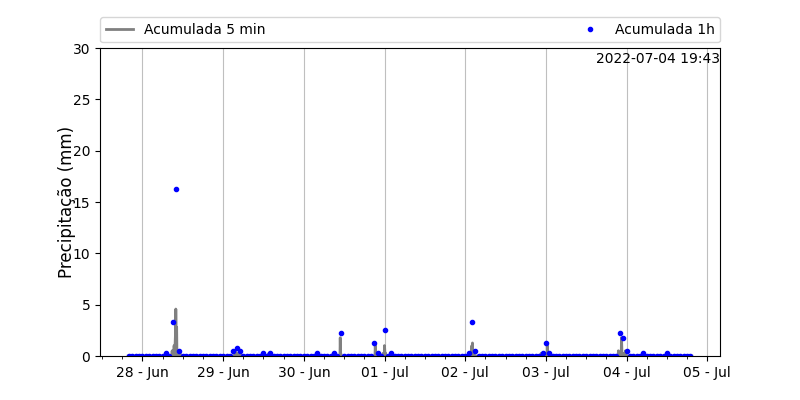 Acumulada 5 min
Acumulada 1h
2022-07-04 19:43
Precipitação (mm)
30
25
20
15
10
5
0
28 - Jun 29 - Jun 30 - Jun 01 - Jul 02 - Jul 03 - Jul 04 - Jul 05 - Jul